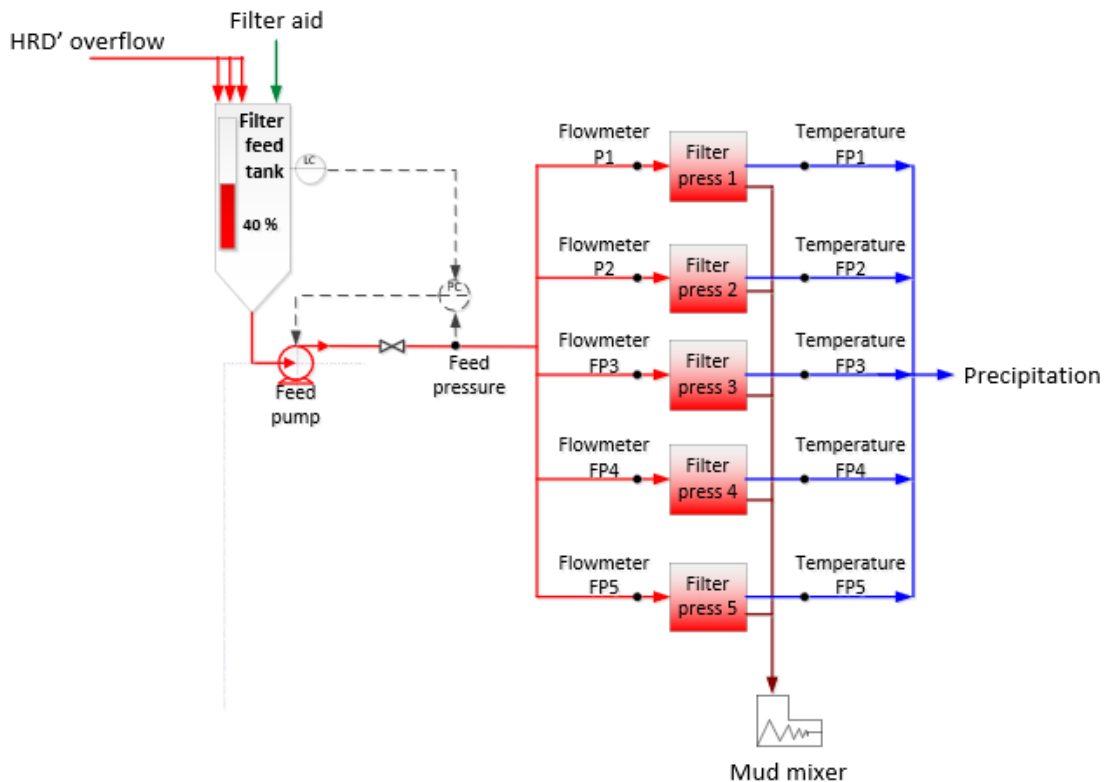 Filter aid
HRD' overflow
Filter
feed
tank
40 %
LC
PC
Feed
pump
Feed
pressure
Flowmeter
P1
Filter
press 1
Temperature
FP1
Flowmeter
P2
Filter
press 2
Temperature
FP2
Flowmeter
FP3
Filter
press 3
Temperature
FP3
Precipitation
Flowmeter
FP4
Filter
press 4
Temperature
FP4
Flowmeter
FP5
Filter
press 5
Temperature
FP5
Mud mixer